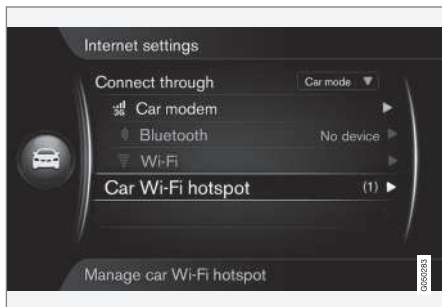 Internet settings
Connect through Car mode
3G Car modem
Bluetooth No device
Wi-Fi
Car Wi-Fi hotspot (1)
Manage car Wi-Fi hotspot
G050283